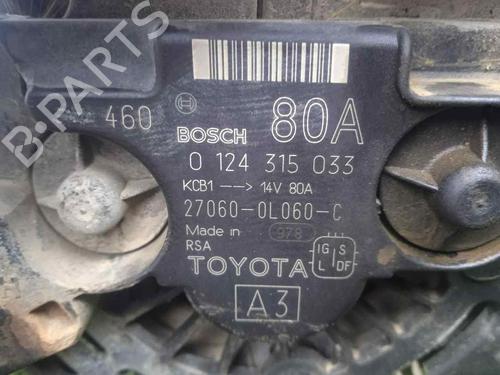 B-PARTS
460
BOSCH 80A
0 124 315 033
KCB1 --> 14V 80A
27060-0L060-C
Made in 978
RSA
IG S
L DF
TOYOTA
A3